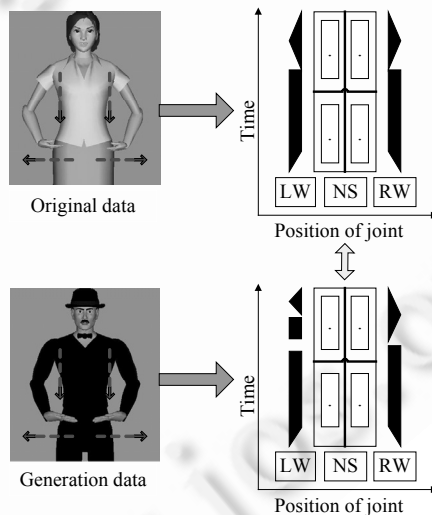 Time
LW NS RW
Original data
Position of joint
Time
LW NS RW
Generation data
Position of joint